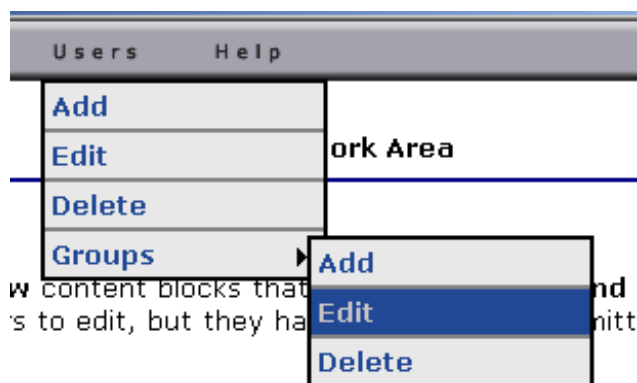 Users Help
Add
Edit
ork Area
Delete
Groups
Add
w content blocks that nd
Edit
s to edit, but they ha mitt
Delete